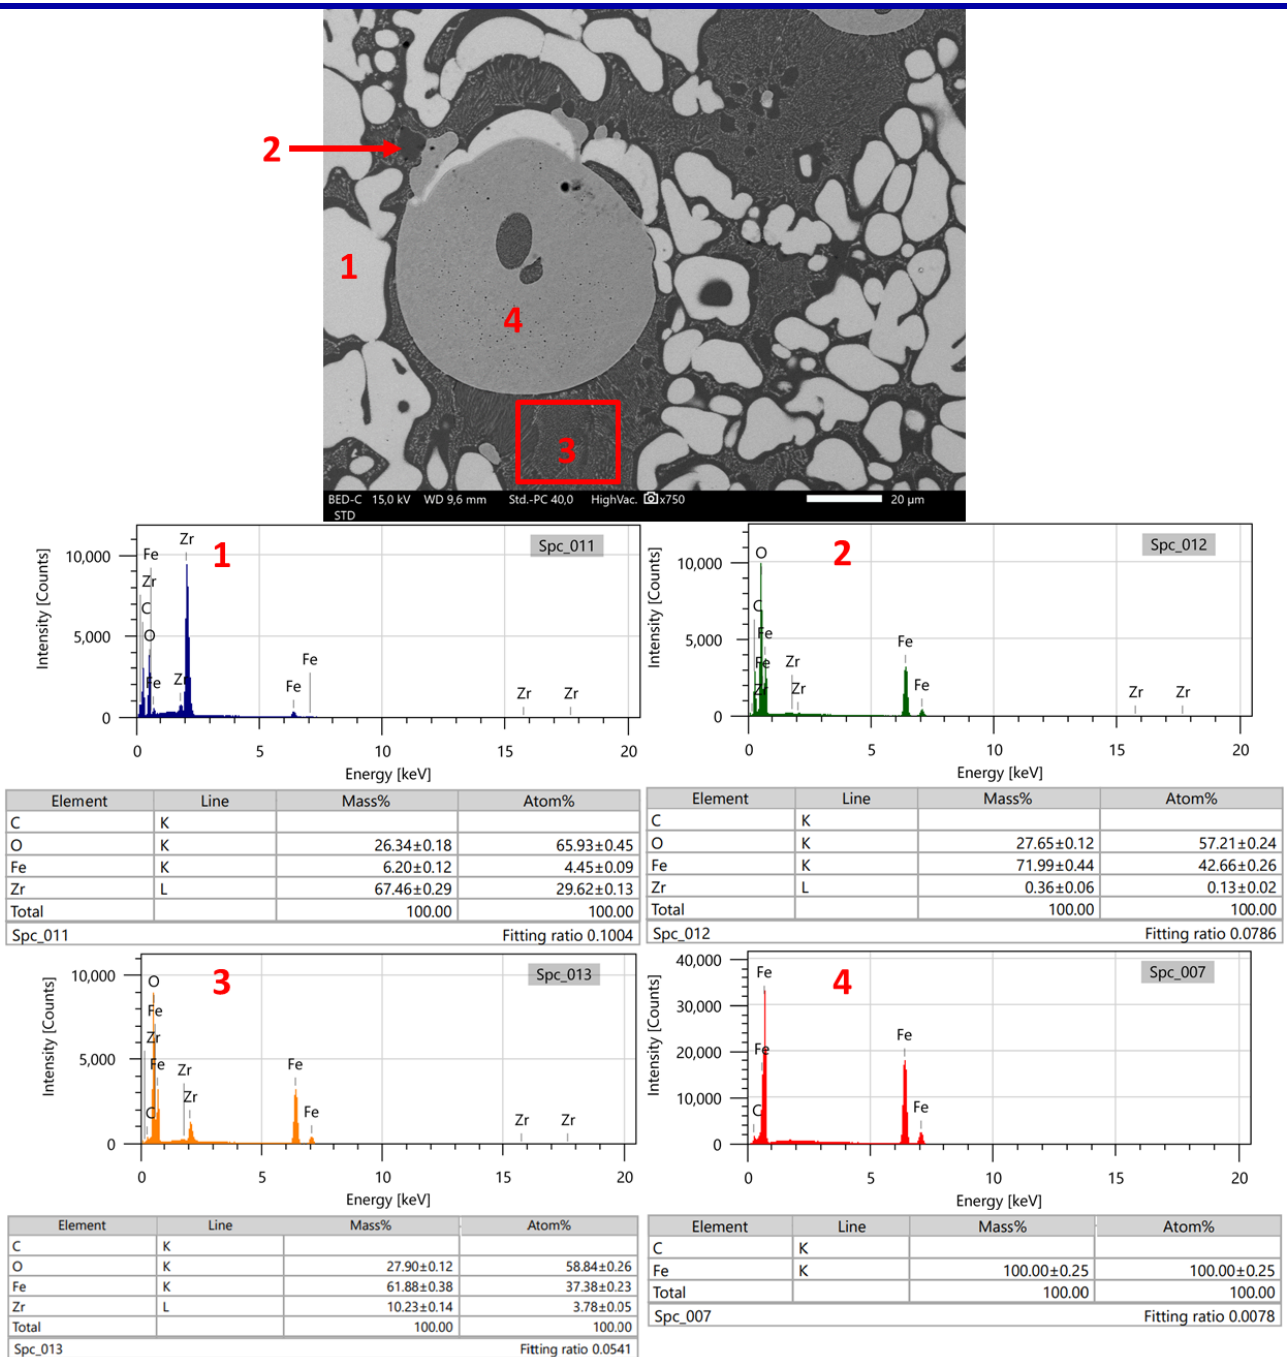 2
1
4
3
BED-C 15,0 kV WD 9,6 mm Std.-PC 40,0 HighVac. x750 20 µm
STD
Intensity [Counts]
10,000
5,000
0
Fe
Zr
C
O
Fe
Zr
Zr
1
Spc_011
Fe
Fe
Zr
Zr
0 5 10 15 20
Energy [keV]
Element Line Mass% Atom%
C K
O K 26.34±0.18 65.93±0.45
Fe K 6.20±0.12 4.45±0.09
Zr L 67.46±0.29 29.62±0.13
Total 100.00 100.00
Spc_011 Fitting ratio 0.1004
Intensity [Counts]
10,000
5,000
0
O
C
Fe
Fe
Zr
Zr
Zr
2
Spc_012
Fe
Fe
Zr
Zr
0 5 10 15 20
Energy [keV]
Element Line Mass% Atom%
C K
O K 27.65±0.12 57.21±0.24
Fe K 71.99±0.44 42.66±0.26
Zr L 0.36±0.06 0.13±0.02
Total 100.00 100.00
Spc_012 Fitting ratio 0.0786
Intensity [Counts]
10,000
5,000
0
O
Fe
Zr
Fe
C
Zr
Zr
3
Spc_013
Fe
Fe
Zr
Zr
0 5 10 15 20
Energy [keV]
Element Line Mass% Atom%
C K
O K 27.90±0.12 58.84±0.26
Fe K 61.88±0.38 37.38±0.23
Zr L 10.23±0.14 3.78±0.05
Total 100.00 100.00
Spc_013 Fitting ratio 0.0541
Intensity [Counts]
40,000
30,000
20,000
10,000
0
Fe
Fe
C
4
Spc_007
Fe
Fe
0 5 10 15 20
Energy [keV]
Element Line Mass% Atom%
C K
Fe K 100.00±0.25 100.00±0.25
Total 100.00 100.00
Spc_007 Fitting ratio 0.0078